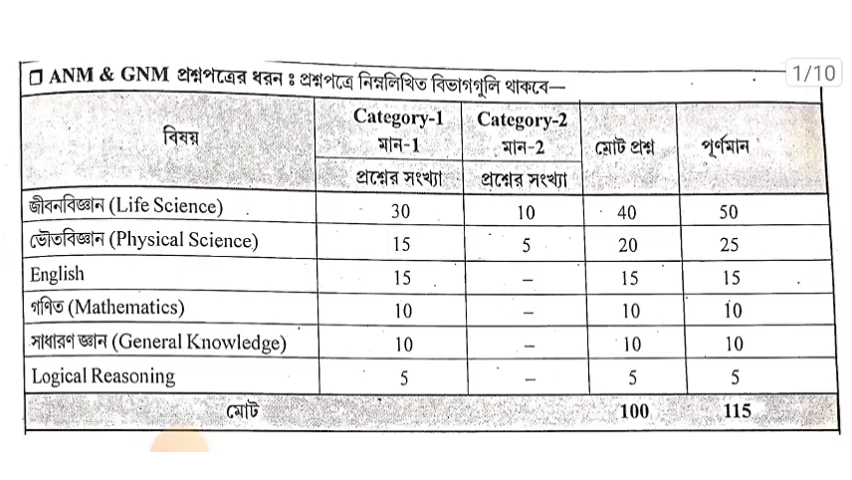 ❒ ANM & GNM প্রশ্নপত্রের ধরন : প্রশ্নপত্রে নিম্নলিখিত বিভাগগুলি থাকবে—
1/10
বিষয় Category-1 মান-1 প্রশ্নের সংখ্যা Category-2 মান-2 প্রশ্নের সংখ্যা মোট প্রশ্ন পূর্ণমান
জীবনবিজ্ঞান (Life Science) 30 10 40 50
ভৌতবিজ্ঞান (Physical Science) 15 5 20 25
English 15 – 15 15
গণিত (Mathematics) 10 – 10 10
সাধারণ জ্ঞান (General Knowledge) 10 – 10 10
Logical Reasoning 5 – 5 5
মোট 100 115